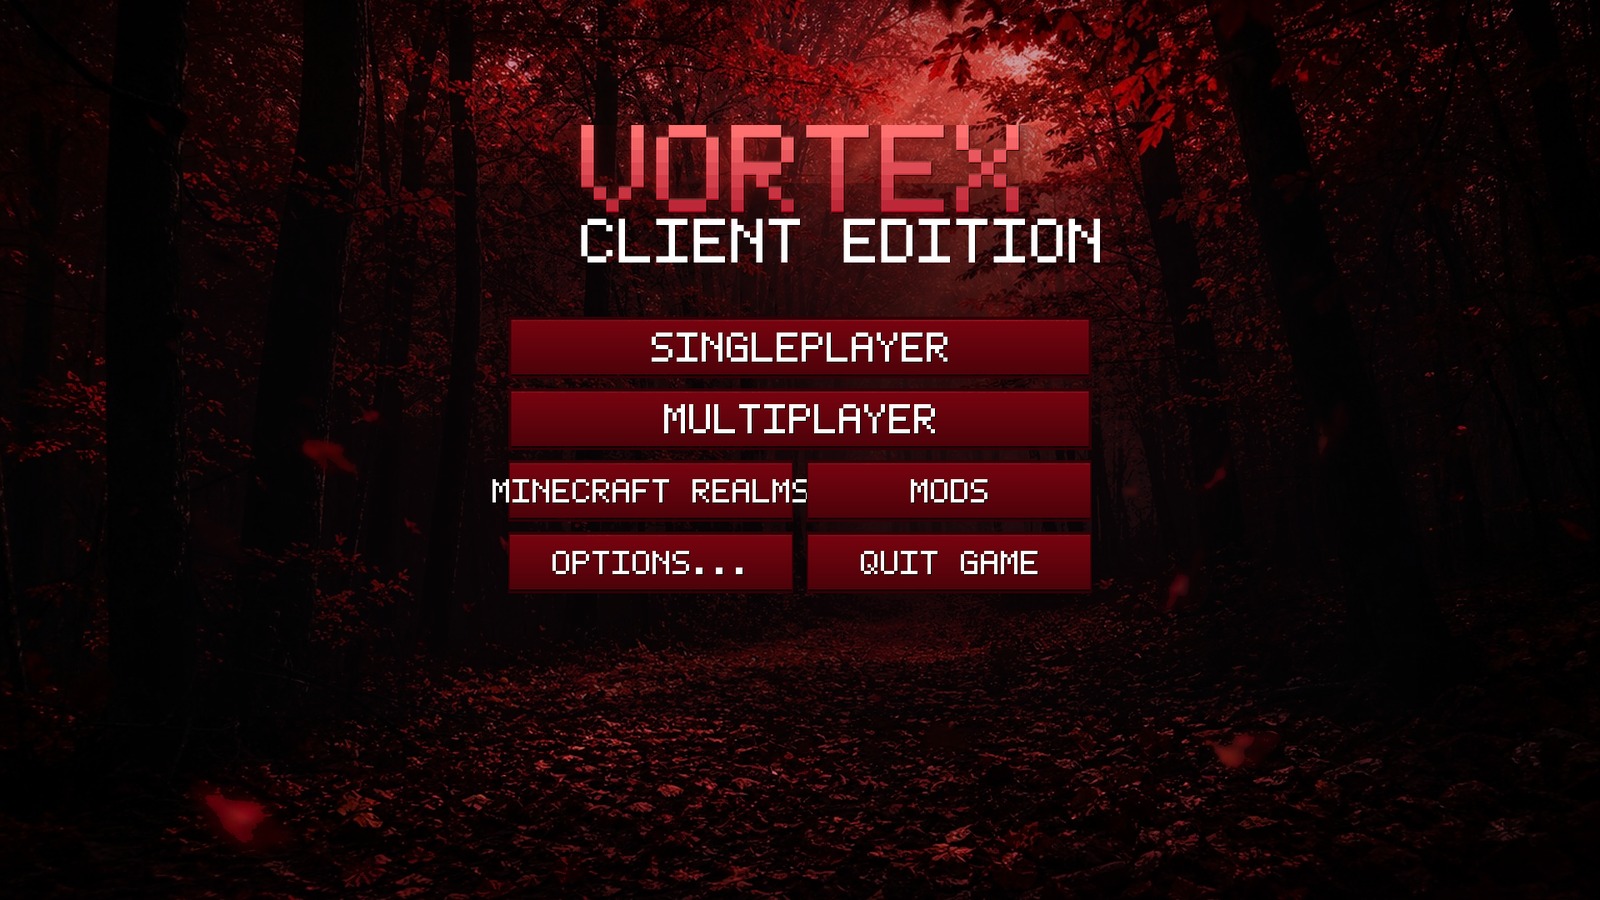 VORTEX
CLIENT EDITION
SINGLEPLAYER
MULTIPLAYER
MINECRAFT REALMS
MODS
OPTIONS...
QUIT GAME